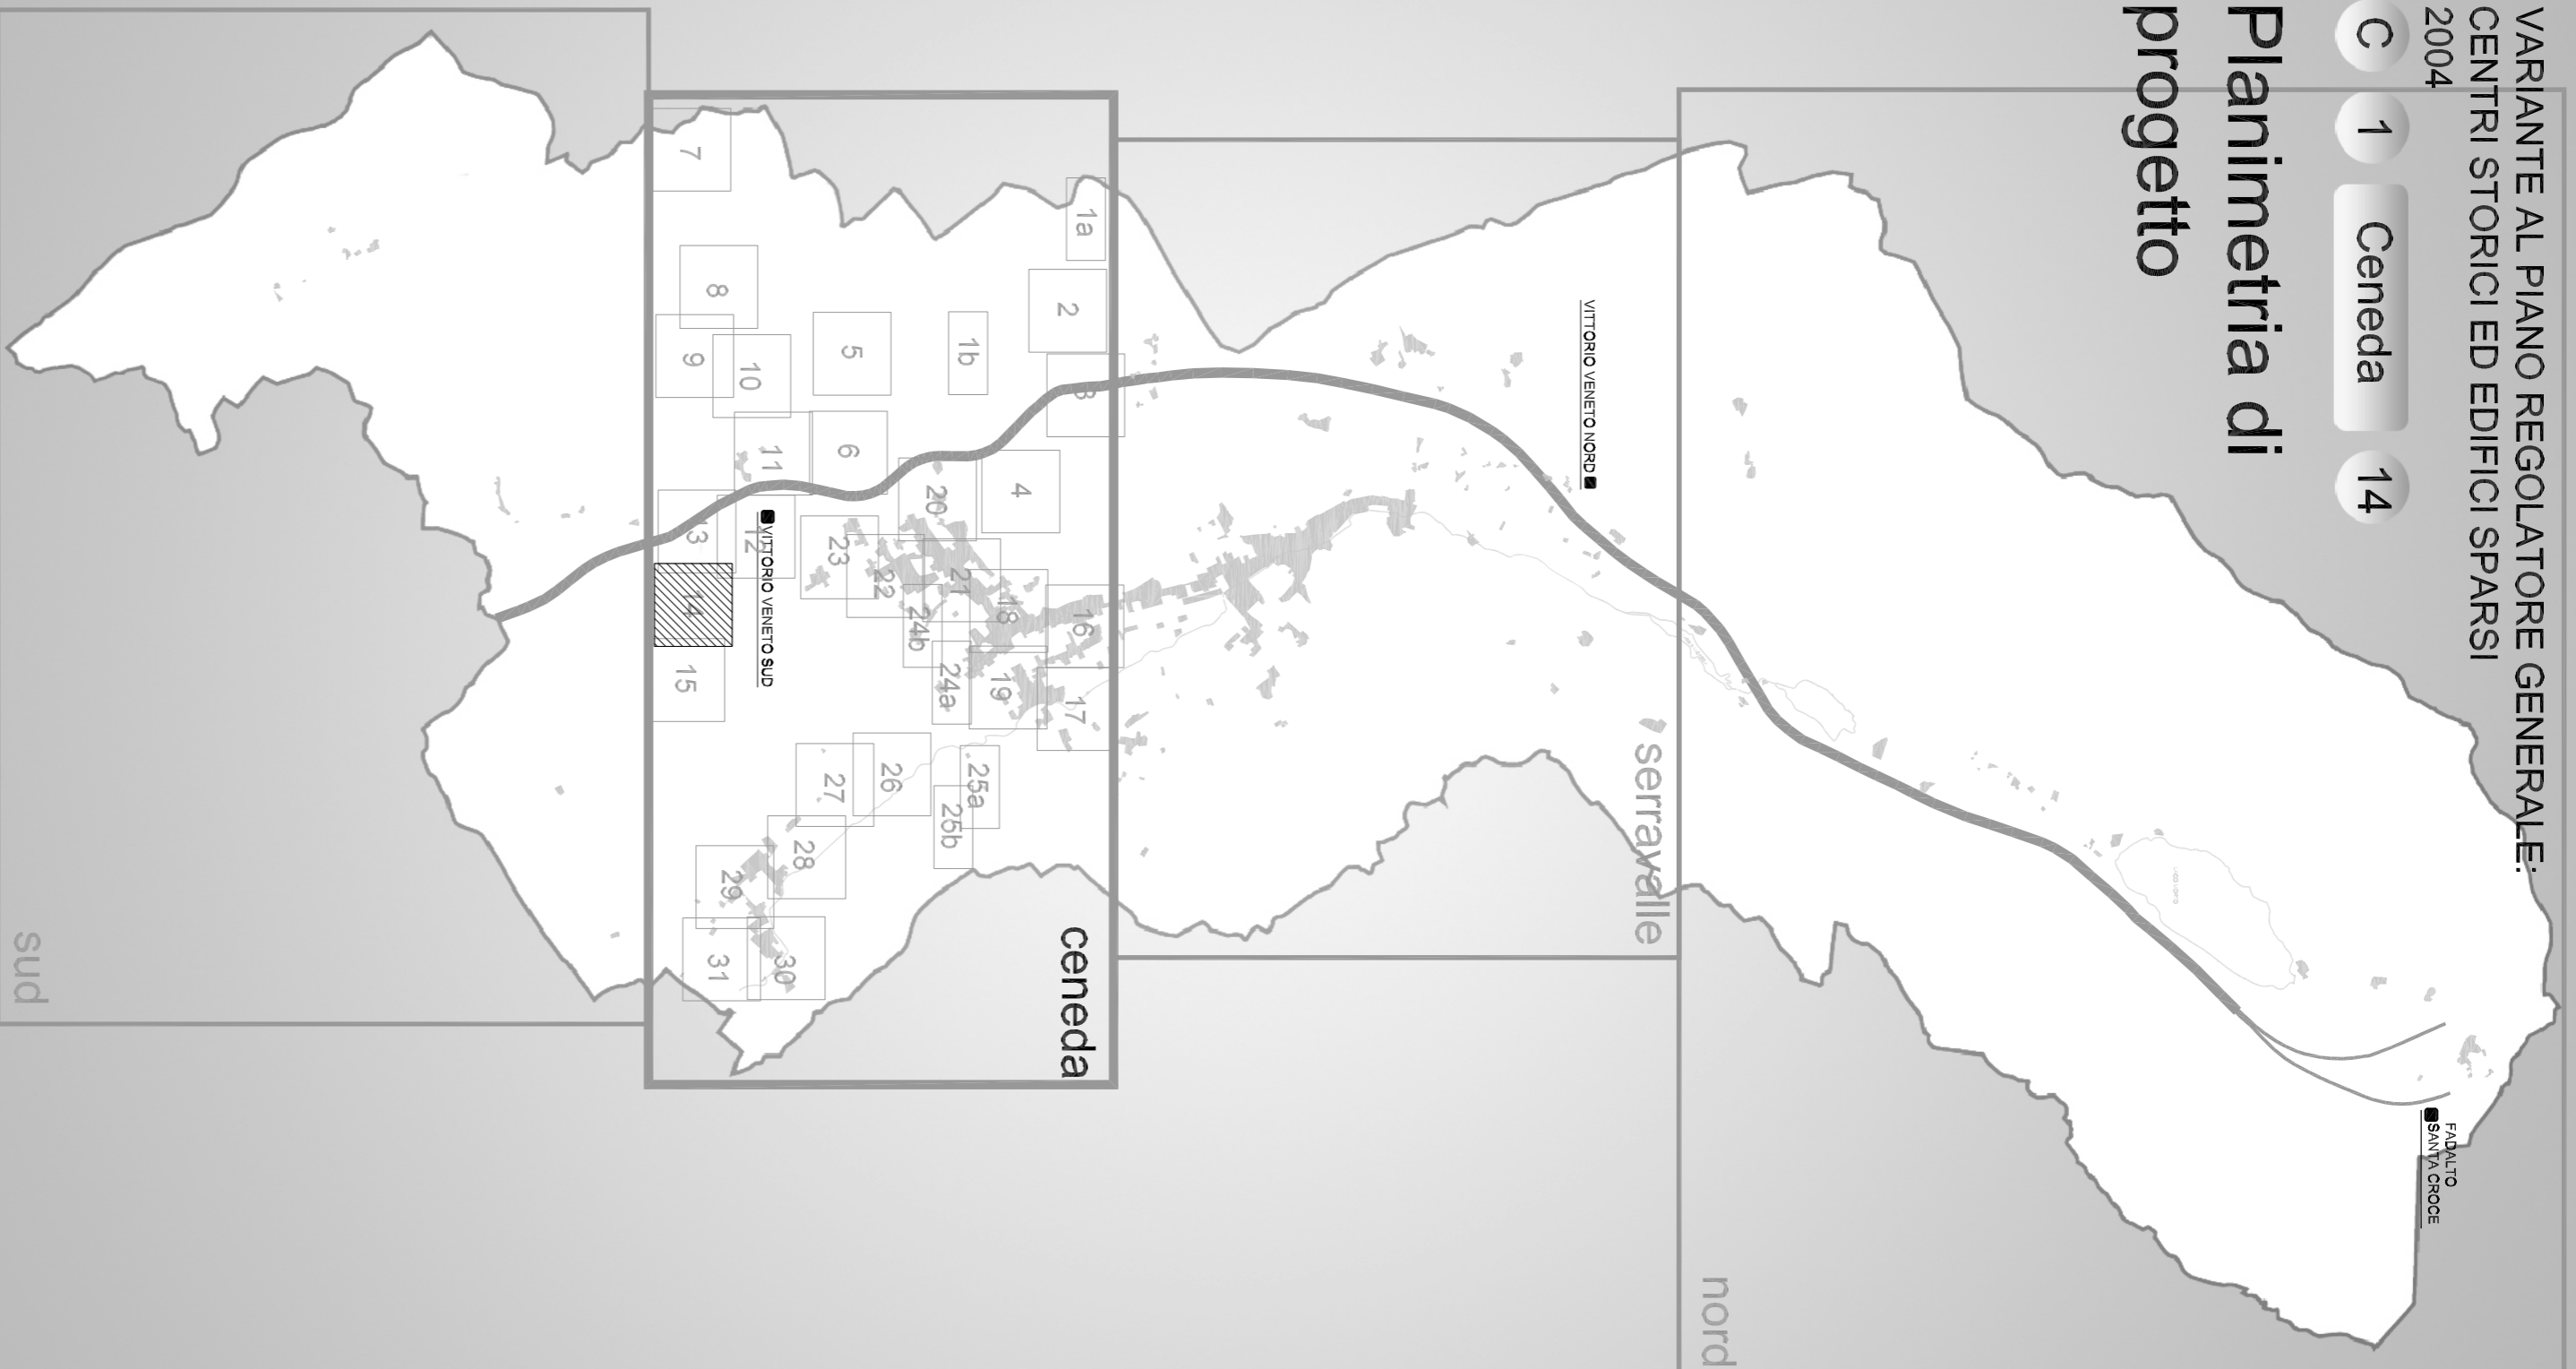 VARIANTE AL PIANO REGOLATORE GENERALE:
CENTRI STORICI ED EDIFICI SPARSI
2004
C 1 Ceneda 14
Planimetria di
progetto
FADALTO
SANTA CROCE
nord
VITTORIO VENETO NORD
serravalle
ceneda
1a
2
3
1b
4
5
6
7
8
9
10
11
12
13
14
15
16
17
18
19
20
21
22
23
24a
24b
25a
25b
26
27
28
29
30
31
VITTORIO VENETO SUD
sud